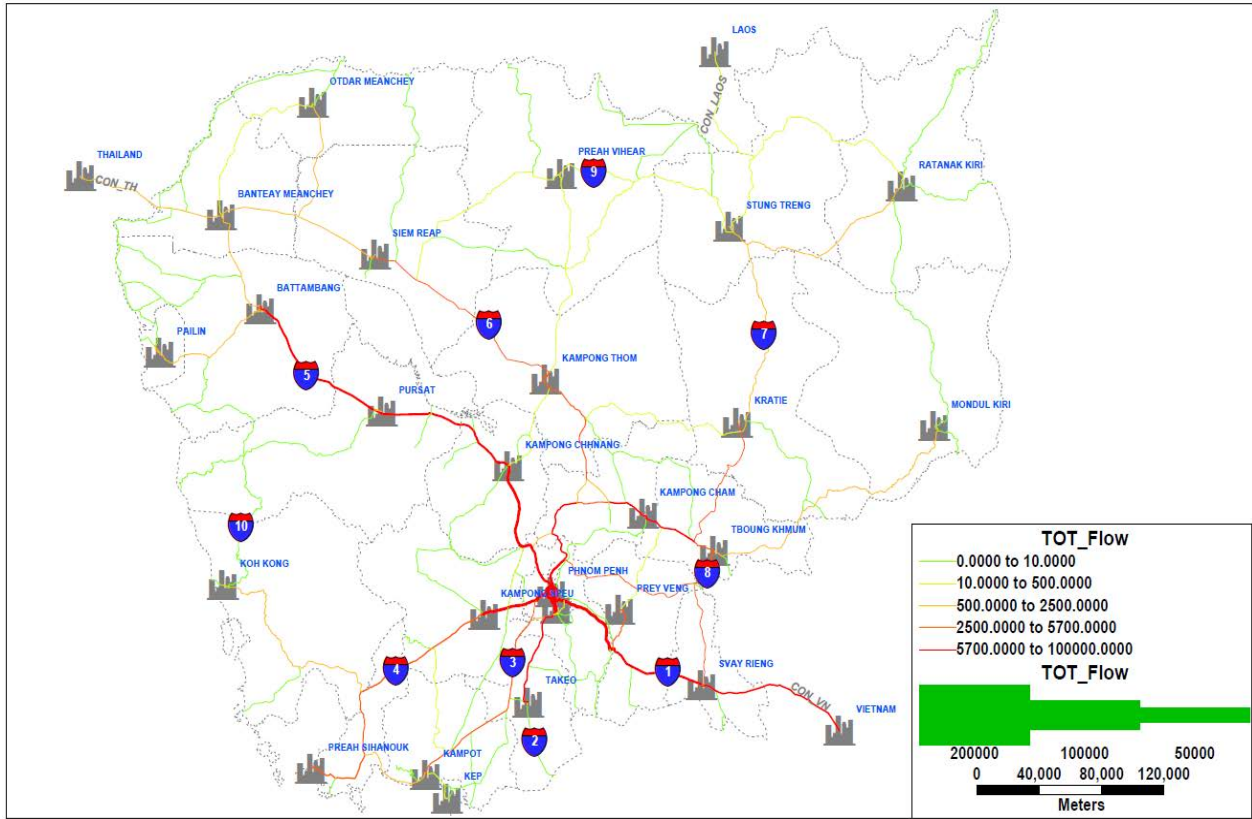 LAOS
CON_LAOS
OTDAR MEANCHEY
THAILAND
CON_TH
PREAH VIHEAR
9
RATANAK KIRI
BANTEAY MEANCHEY
STUNG TRENG
SIEM REAP
BATTAMBANG
PAILIN
6
7
KAMPONG THOM
5
PURSAT
KRATIE
MONDUL KIRI
KAMPONG CHHNANG
KAMPONG CHAM
10
TBOUNG KHMUM
KOH KONG
PHNOM PENH
8
PREY VENG
4
3
1
SVAY RIENG
TAKEO
CON_VN
VIETNAM
2
PREAH SIHANOUK
KAMPOT
KEP
TOT_Flow
0.0000 to 10.0000
10.0000 to 500.0000
500.0000 to 2500.0000
2500.0000 to 5700.0000
5700.0000 to 100000.0000
TOT_Flow
200000 100000 50000
0 40,000 80,000 120,000
Meters